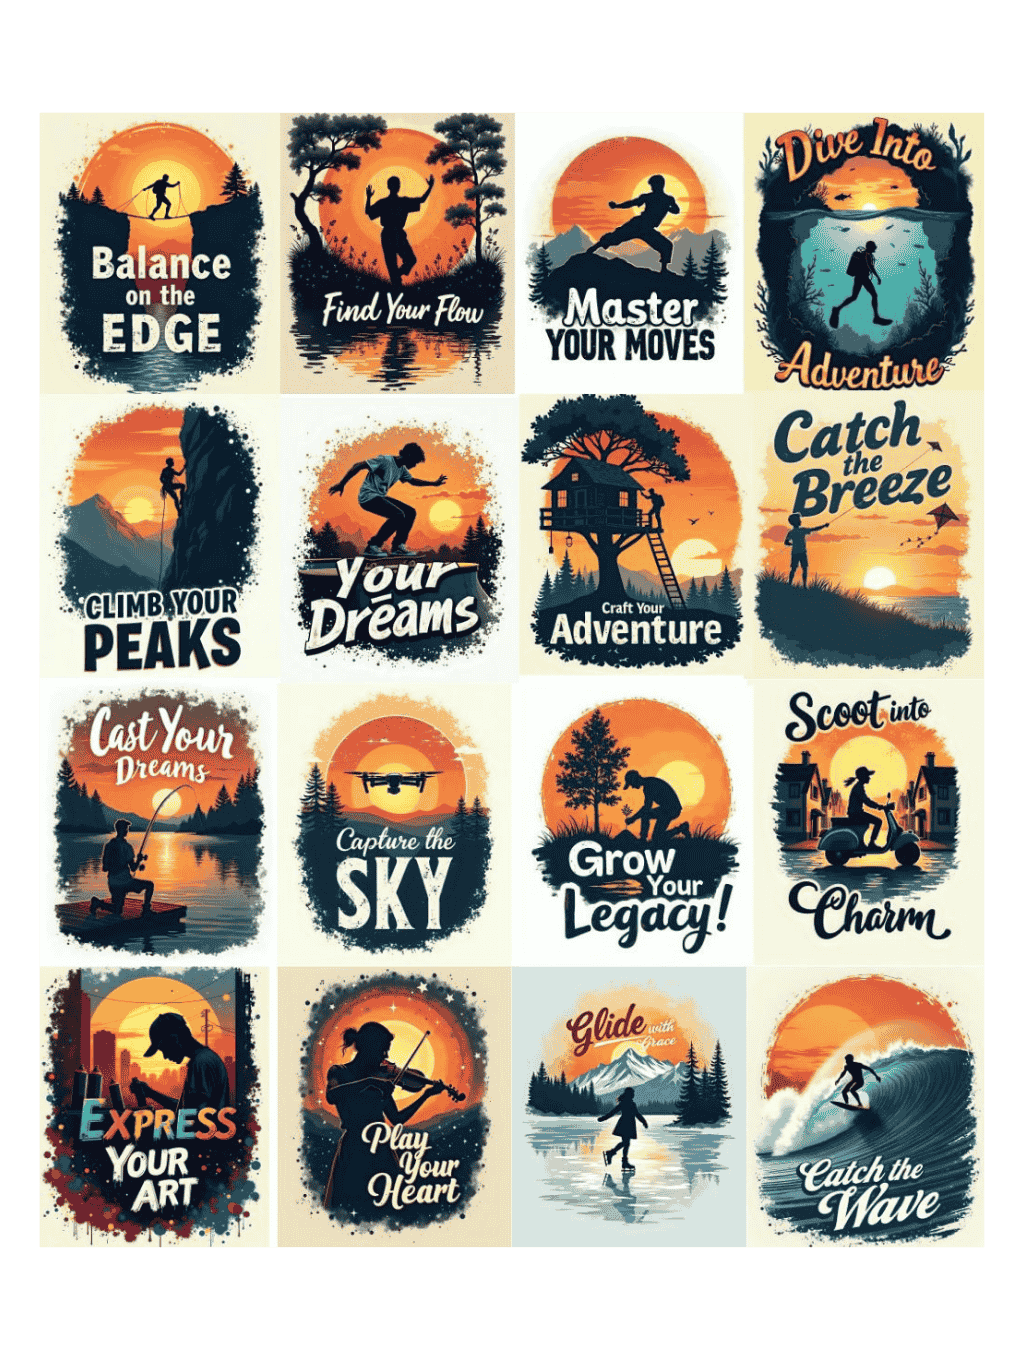 Balance
on the
EDGE
Find Your Flow
Master
YOUR MOVES
Dive Into
Adventure
CLIMB YOUR
PEAKS
Your
Dreams
Craft Your
Adventure
Catch
the
Breeze
Cast Your
Dreams
Capture the
SKY
Grow
Your
Legacy!
Scoot into
Charm
EXPRESS
YOUR
ART
Play
Your
Heart
Glide with
Grace
Catch the
Wave